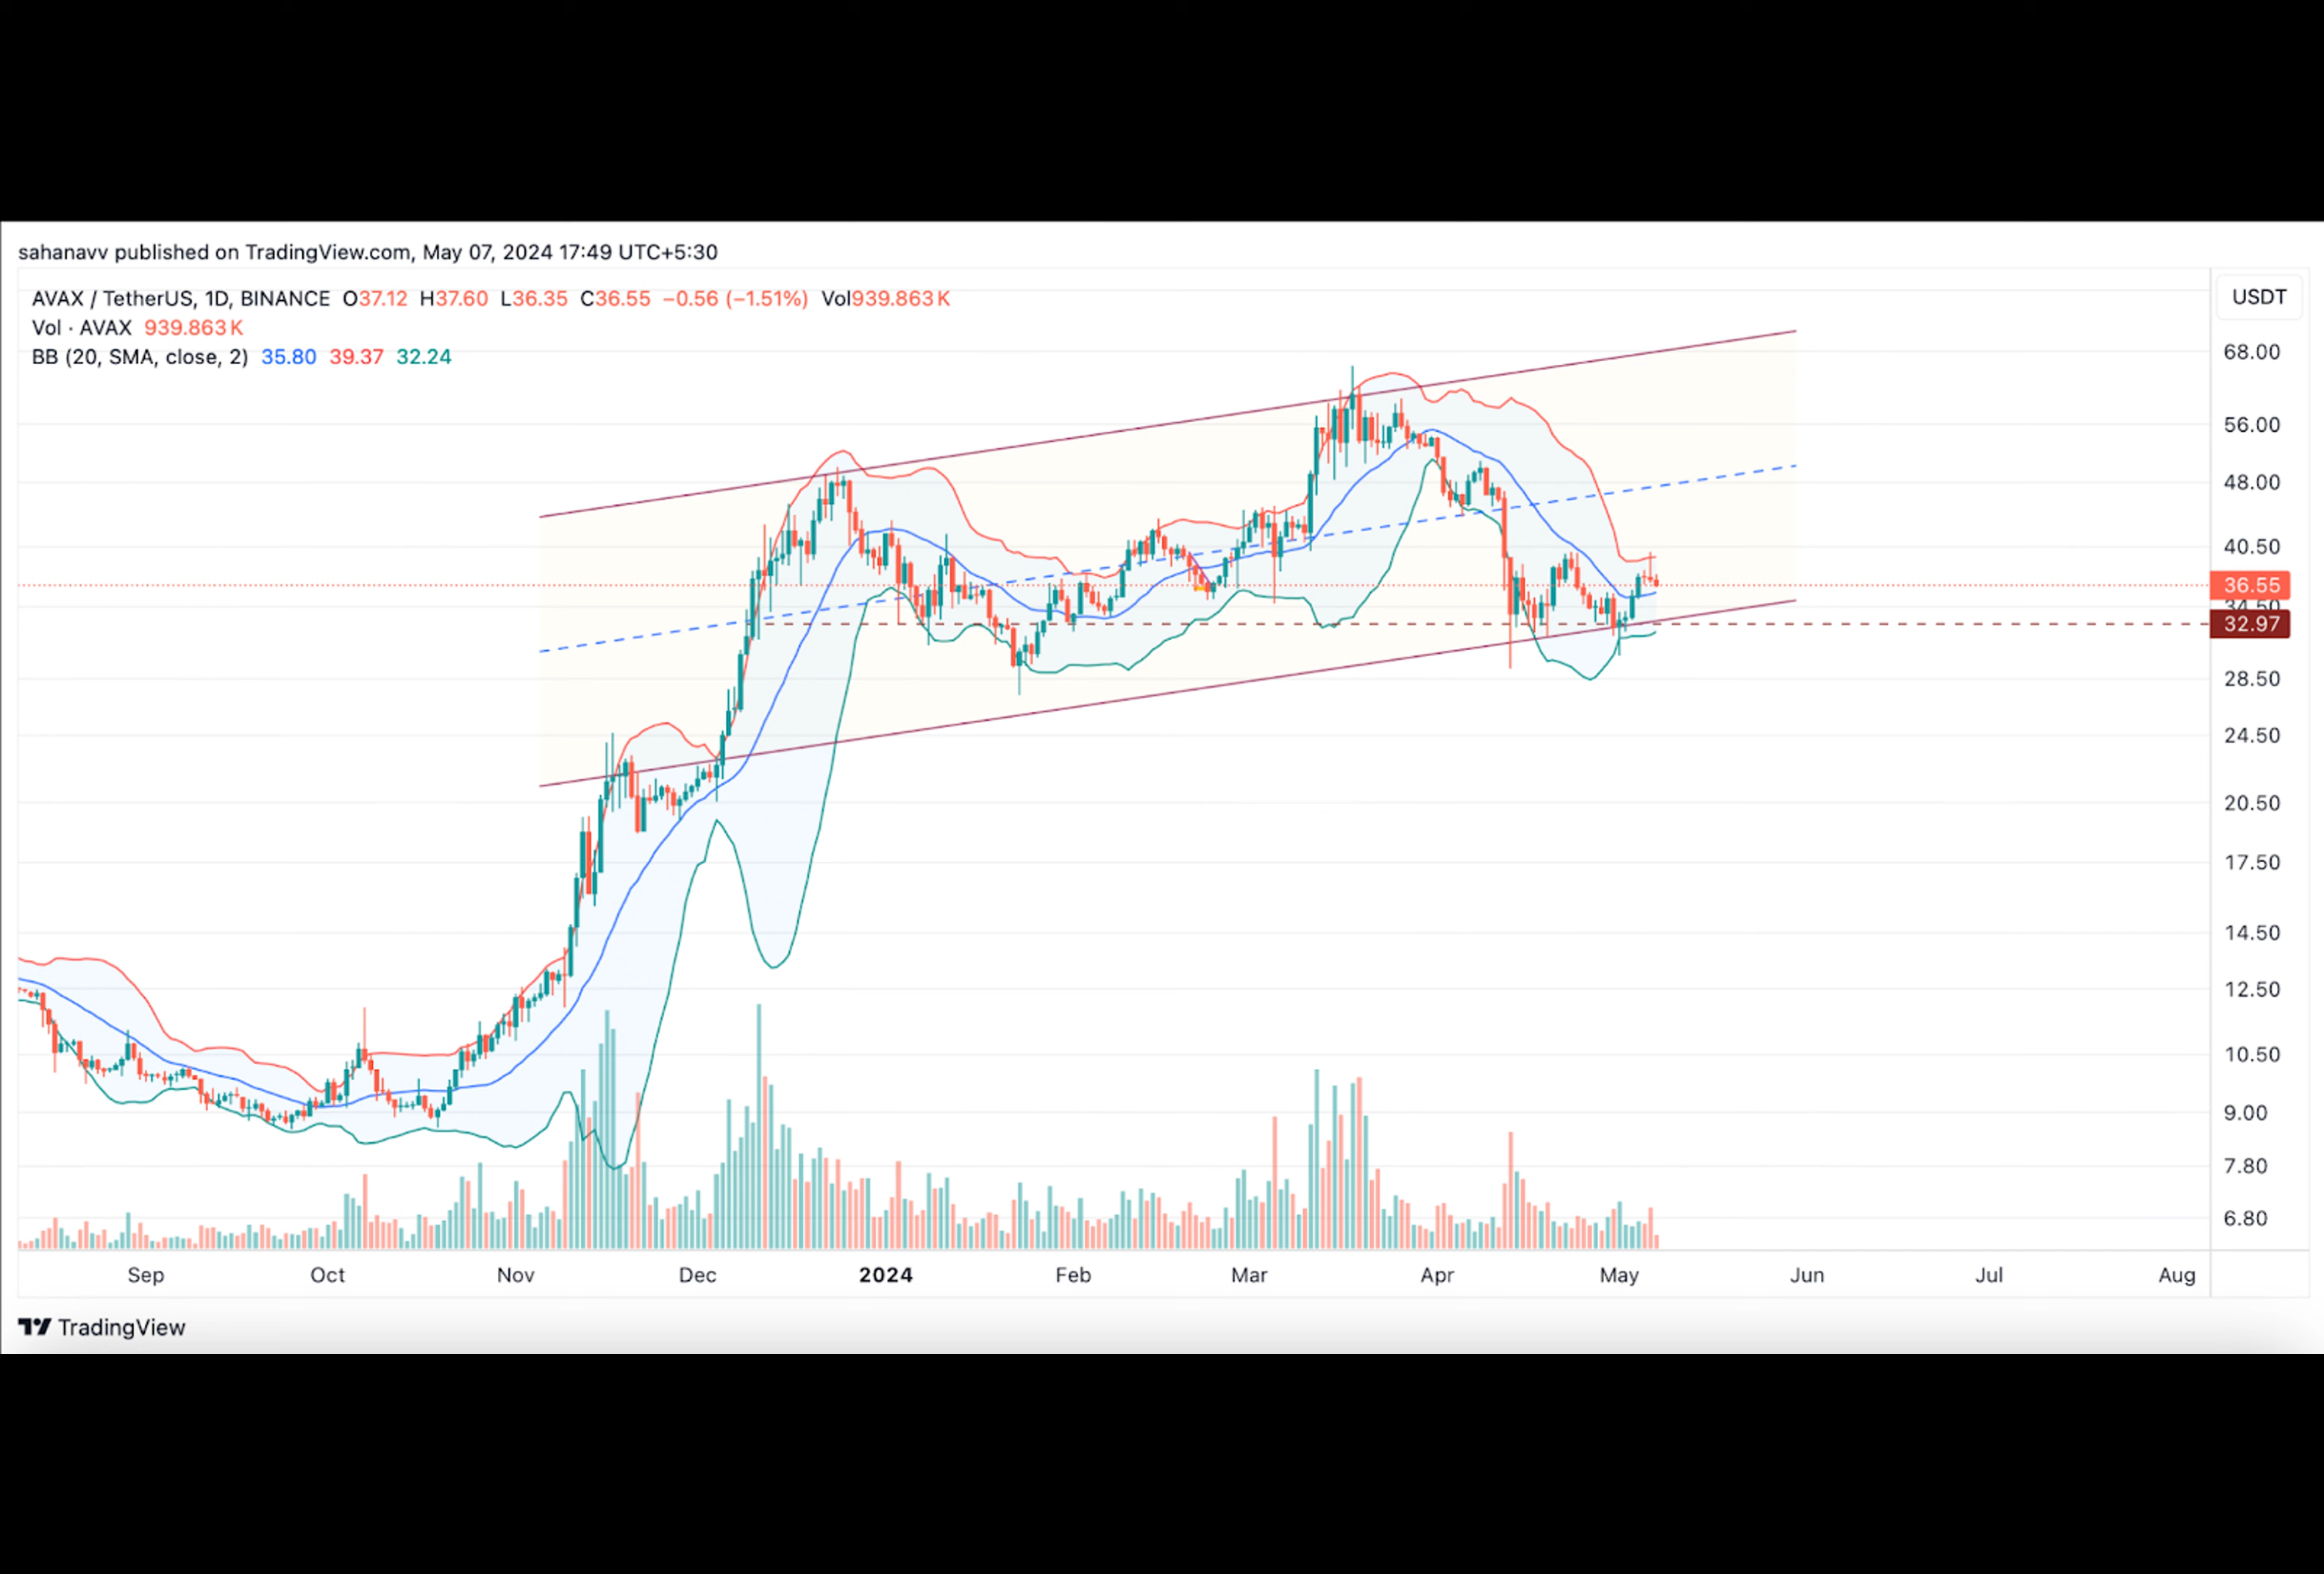 sahanavv published on TradingView.com, May 07, 2024 17:49 UTC+5:30
AVAX / TetherUS, 1D, BINANCE O37.12 H37.60 L36.35 C36.55 −0.56 (−1.51%) Vol939.863K
Vol · AVAX 939.863K
BB (20, SMA, close, 2) 35.80 39.37 32.24
USDT
68.00
56.00
48.00
40.50
36.55
34.50
32.97
28.50
24.50
20.50
17.50
14.50
12.50
10.50
9.00
7.80
6.80
Sep Oct Nov Dec 2024 Feb Mar Apr May Jun Jul Aug
TradingView